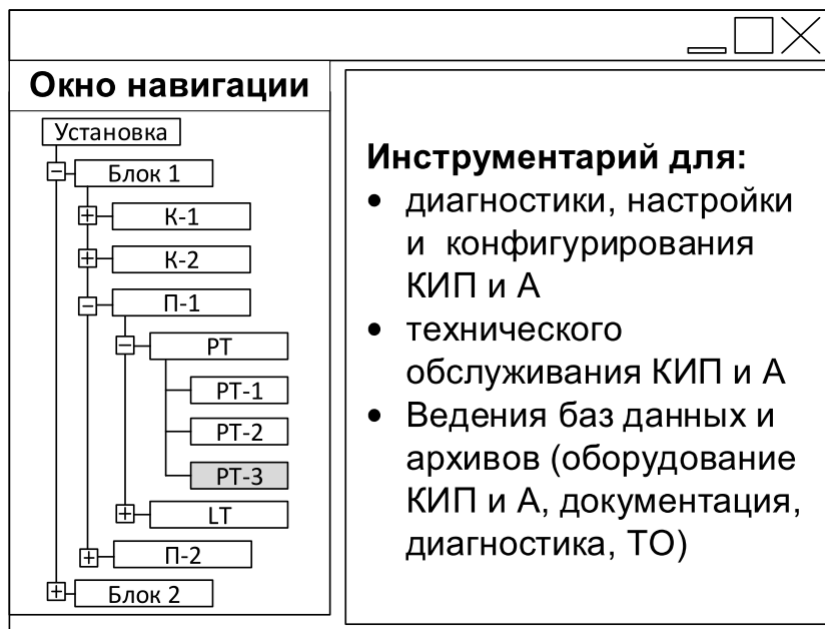 Окно навигации
Установка
Блок 1
К-1
К-2
П-1
PT
PT-1
PT-2
PT-3
LT
П-2
Блок 2
Инструментарий для:
• диагностики, настройки
и конфигурирования
КИП и А
• технического
обслуживания КИП и А
• Ведения баз данных и
архивов (оборудование
КИП и А, документация,
диагностика, ТО)